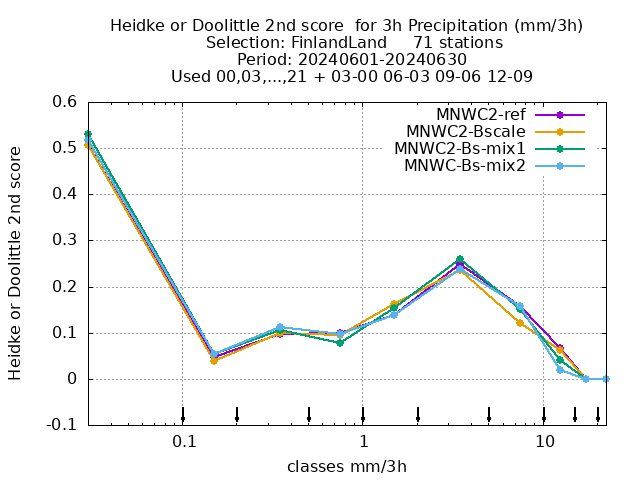 Heidke or Doolittle 2nd score  for 3h Precipitation (mm/3h)
Selection: FinlandLand     71 stations
Period: 20240601-20240630
Used 00,03,...,21 + 03-00 06-03 09-06 12-09
MNWC2-ref
MNWC2-Bscale
MNWC2-Bs-mix1
MNWC-Bs-mix2
Heidke or Doolittle 2nd score
0.6
0.5
0.4
0.3
0.2
0.1
0
-0.1
0.1 1 10
classes mm/3h